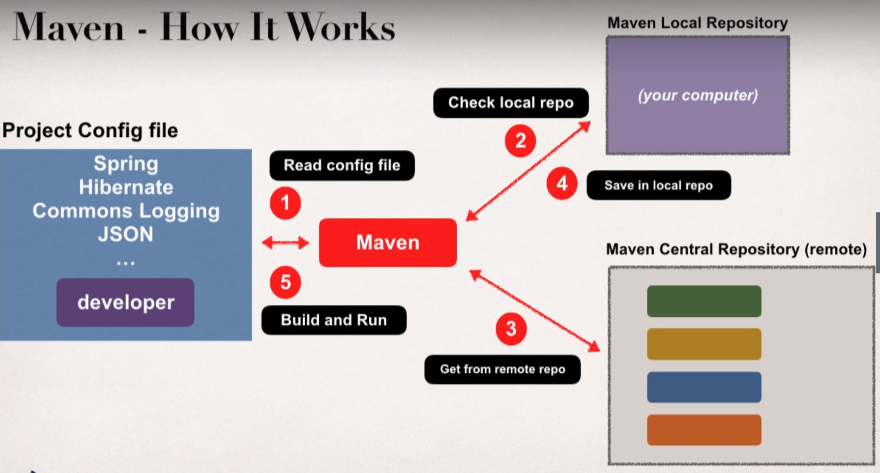 Maven - How It Works
Maven Local Repository
(your computer)
Check local repo
2
4
Save in local repo
Project Config file
Spring
Hibernate
Commons Logging
JSON
...
developer
Read config file
1
Maven
5
Build and Run
Maven Central Repository (remote)
3
Get from remote repo